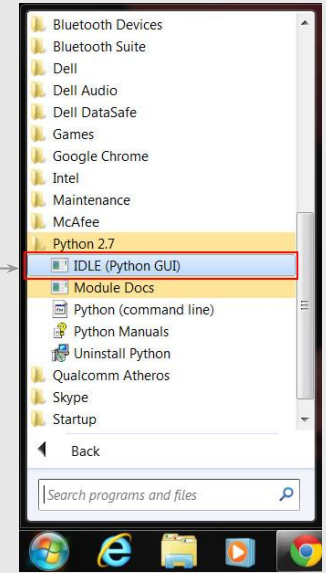 Bluetooth Devices
Bluetooth Suite
Dell
Dell Audio
Dell DataSafe
Games
Google Chrome
Intel
Maintenance
McAfee
Python 2.7
IDLE (Python GUI)
Module Docs
Python (command line)
Python Manuals
Uninstall Python
Qualcomm Atheros
Skype
Startup
Back
Search programs and files